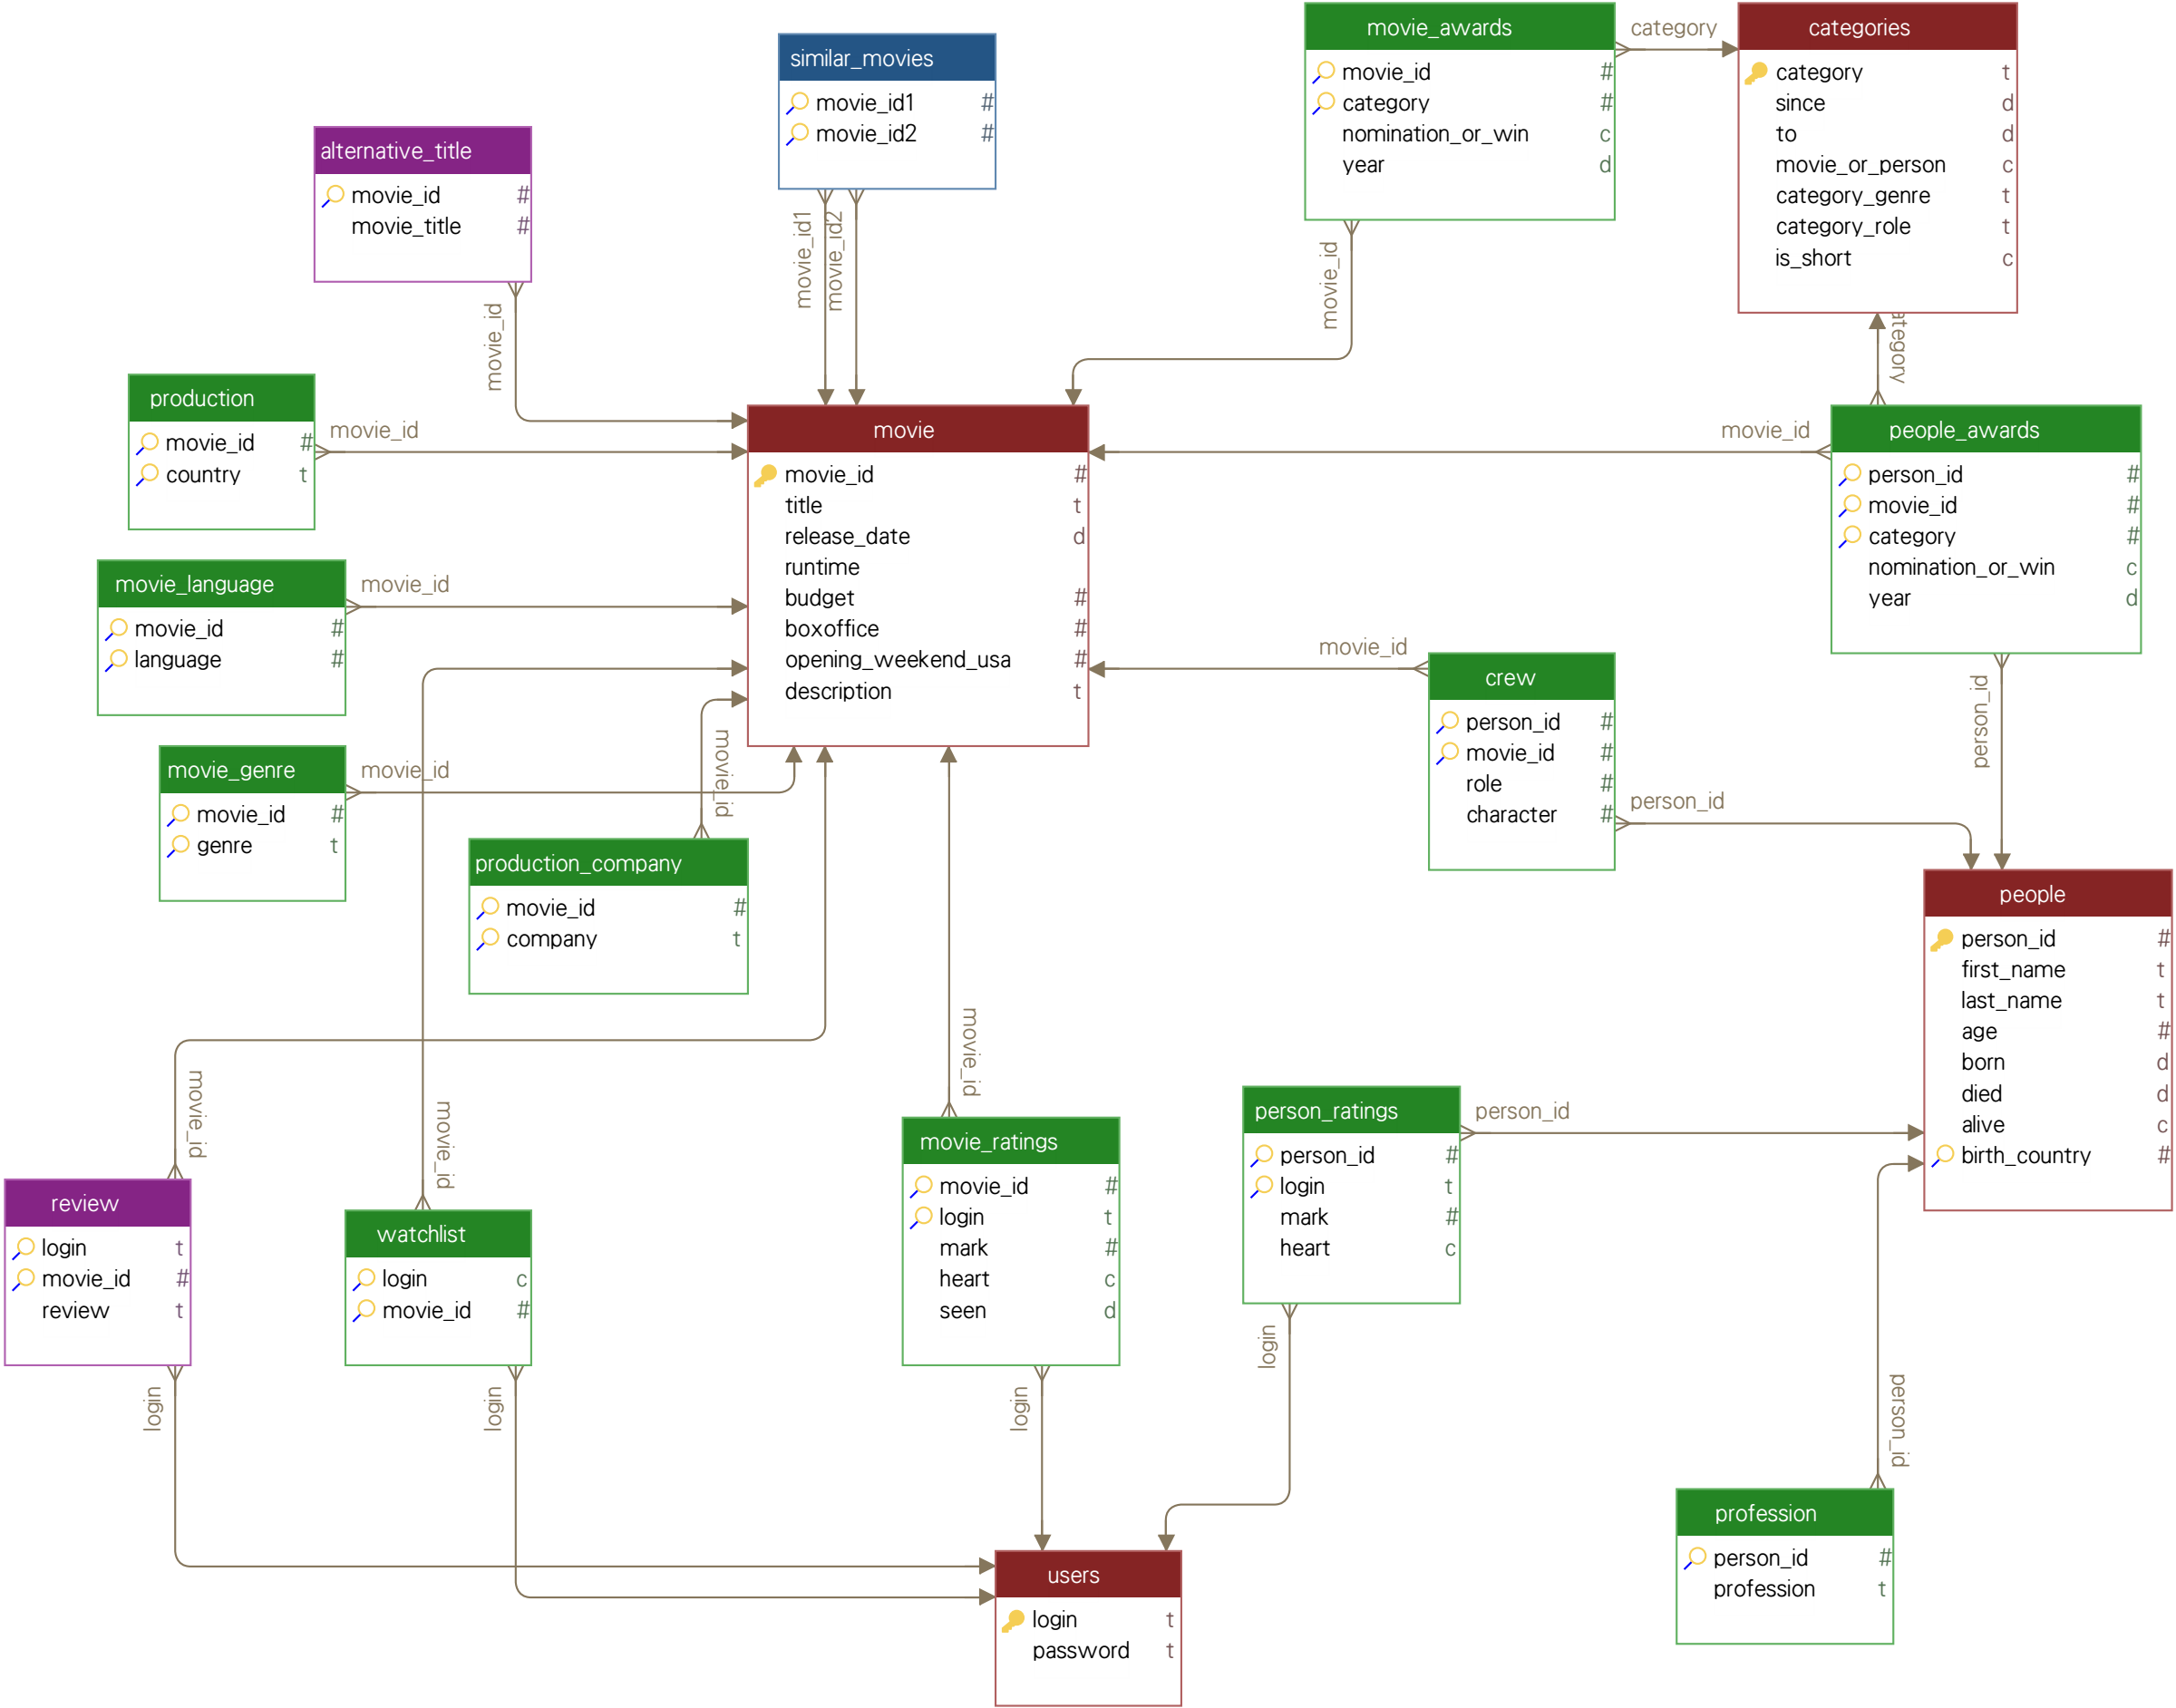 similar_movies
movie_id1 #
movie_id2 #
movie_awards
movie_id #
category #
nomination_or_win c
year d
category
categories
category t
since d
to d
movie_or_person c
category_genre t
category_role t
is_short c
alternative_title
movie_id #
movie_title #
movie_id
movie_id1
movie_id2
movie_id
ategory
production
movie_id #
country t
movie_id
movie
movie_id #
title t
release_date d
runtime
budget #
boxoffice #
opening_weekend_usa #
description t
movie_id
people_awards
person_id #
movie_id #
category #
nomination_or_win c
year d
movie_language
movie_id #
language #
movie_id
movie_id
crew
person_id #
movie_id #
role #
character #
person_id
person_id
movie_genre
movie_id #
genre t
movie_id
movie_id
production_company
movie_id #
company t
people
person_id #
first_name t
last_name t
age #
born d
died d
alive c
birth_country #
movie_id
movie_id
movie_id
review
login t
movie_id #
review t
watchlist
login c
movie_id #
movie_ratings
movie_id #
login t
mark #
heart c
seen d
person_ratings
person_id #
login t
mark #
heart c
person_id
login
login
login
login
person_id
profession
person_id #
profession t
users
login t
password t